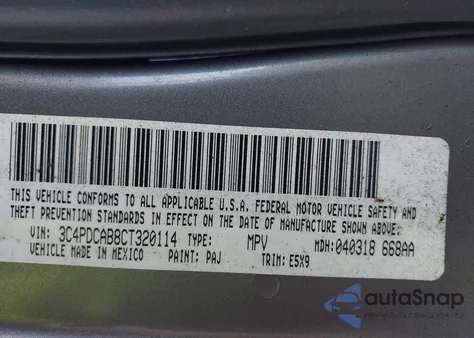 THIS VEHICLE CONFORMS TO ALL APPLICABLE U.S.A. FEDERAL MOTOR VEHICLE SAFETY AND
THEFT PREVENTION STANDARDS IN EFFECT ON THE DATE OF MANUFACTURE SHOWN ABOVE:
VIN: 3C4PDCAB8CT320114 TYPE: MPV MDH: 040318 668AA
VEHICLE MADE IN MEXICO PAINT: PAJ TRIM: E5X9
autoSnap